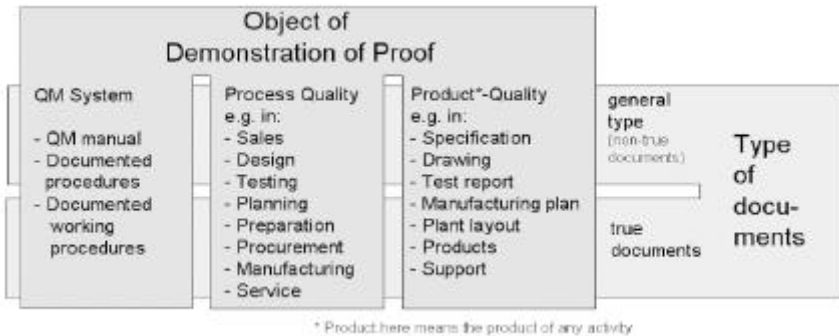 Object of
Demonstration of Proof
QM System
- QM manual
- Documented
procedures
- Documented
working
procedures
Process Quality
e.g. in:
- Sales
- Design
- Testing
- Planning
- Preparation
- Procurement
- Manufacturing
- Service
Product*-Quality
e.g. in:
- Specification
- Drawing
- Test report
- Manufacturing plan
- Plant layout
- Products
- Support
general
type
(non-true
documents)
true
documents
Type
of
docu-
ments
* Product here means the product of any activity